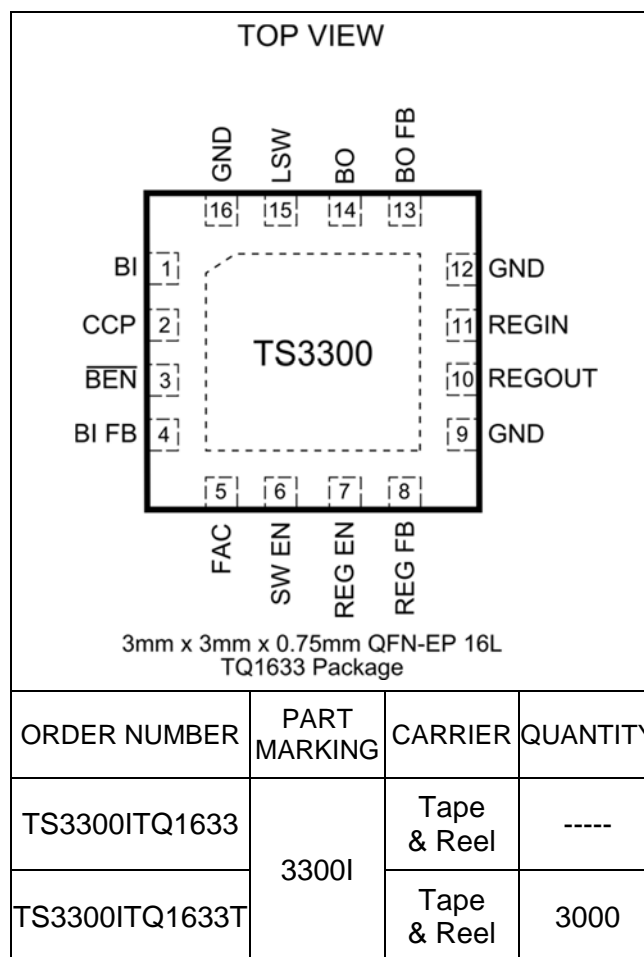 TOP VIEW
GND
LSW
BO
BO FB
16
15
14
13
BI 1
12 GND
CCP 2
11 REGIN
TS3300
B̅E̅N̅ 3
10 REGOUT
BI FB 4
9 GND
5
6
7
8
FAC
SW EN
REG EN
REG FB
3mm x 3mm x 0.75mm QFN-EP 16L
TQ1633 Package
ORDER NUMBER
PART
MARKING
CARRIER
QUANTITY
TS3300ITQ1633
3300I
Tape
& Reel
-----
TS3300ITQ1633T
Tape
& Reel
3000